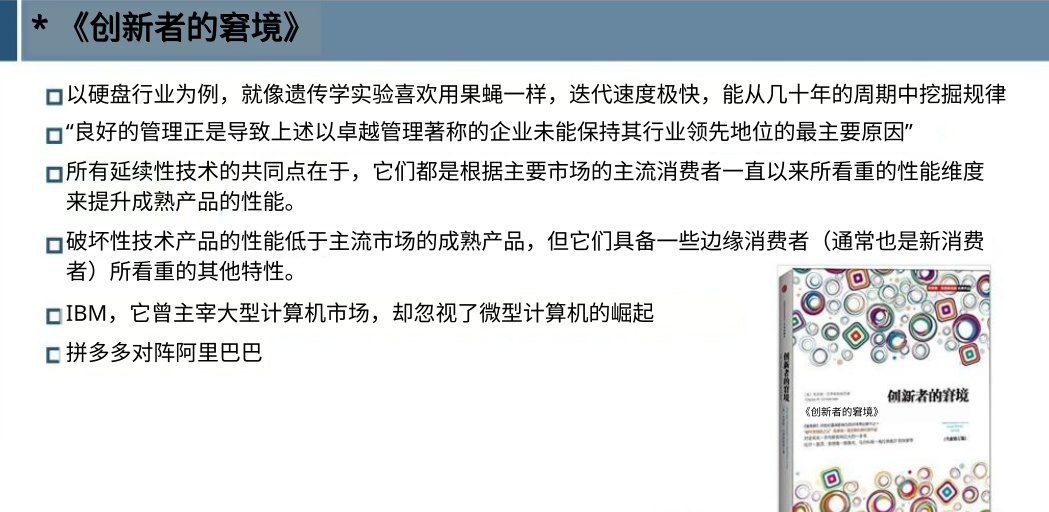 * 《创新者的窘境》
以硬盘行业为例，就像遗传学实验喜欢用果蝇一样，迭代速度极快，能从几十年的周期中挖掘规律
“良好的管理正是导致上述以卓越管理著称的企业未能保持其行业领先地位的最主要原因”
所有延续性技术的共同点在于，它们都是根据主要市场的主流消费者一直以来所看重的性能维度
来提升成熟产品的性能。
破坏性技术产品的性能低于主流市场的成熟产品，但它们具备一些边缘消费者（通常也是新消费
者）所看重的其他特性。
IBM，它曾主宰大型计算机市场，却忽视了微型计算机的崛起
拼多多对阵阿里巴巴
创新者的窘境
创新者的窘境
《创新者的窘境》